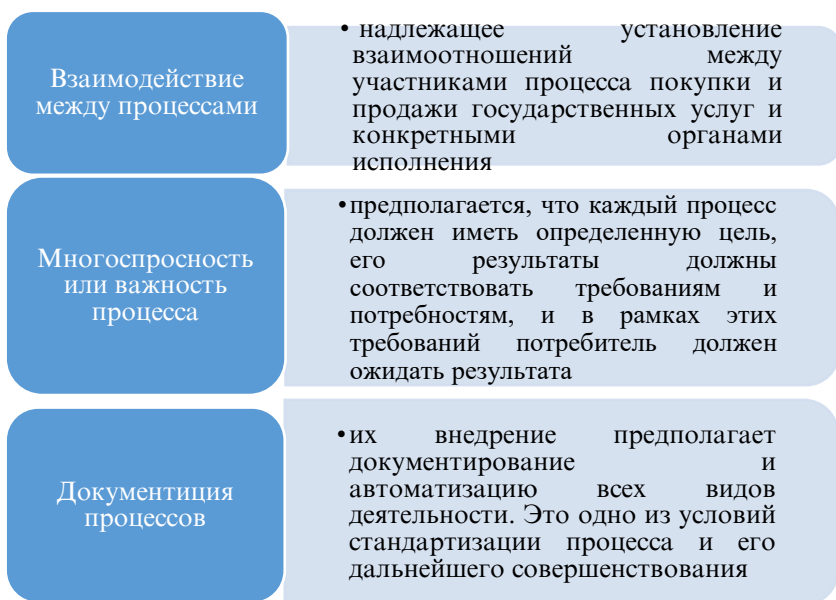 Взаимодействие
между процессами
• надлежащее установление
взаимоотношений между
участниками процесса покупки и
продажи государственных услуг и
конкретными органами
исполнения
Многоспросность
или важность
процесса
•предполагается, что каждый процесс
должен иметь определенную цель,
его результаты должны
соответствовать требованиям и
потребностям, и в рамках этих
требований потребитель должен
ожидать результата
Документиция
процессов
•их внедрение предполагает
документирование и
автоматизацию всех видов
деятельности. Это одно из условий
стандартизации процесса и его
дальнейшего совершенствования